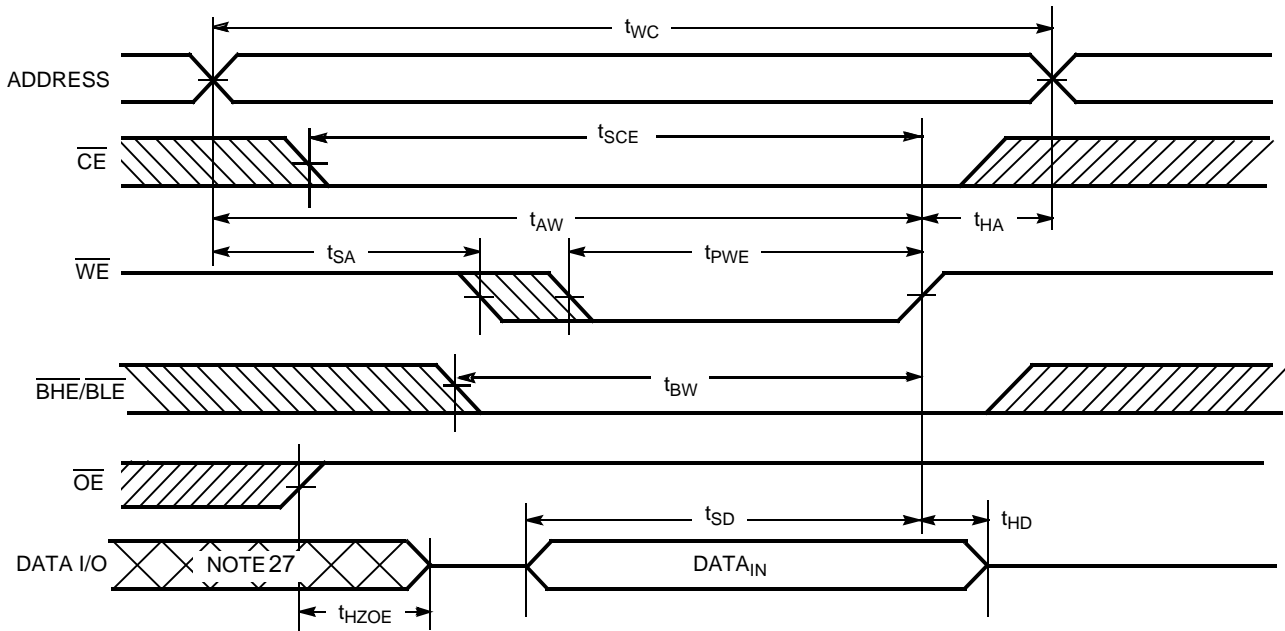 tWC
ADDRESS
tSCE
CE
tAW
tHA
tSA
tPWE
WE
tBW
BHE/BLE
OE
tSD
tHD
DATA I/O
NOTE 27
DATAIN
tHZOE